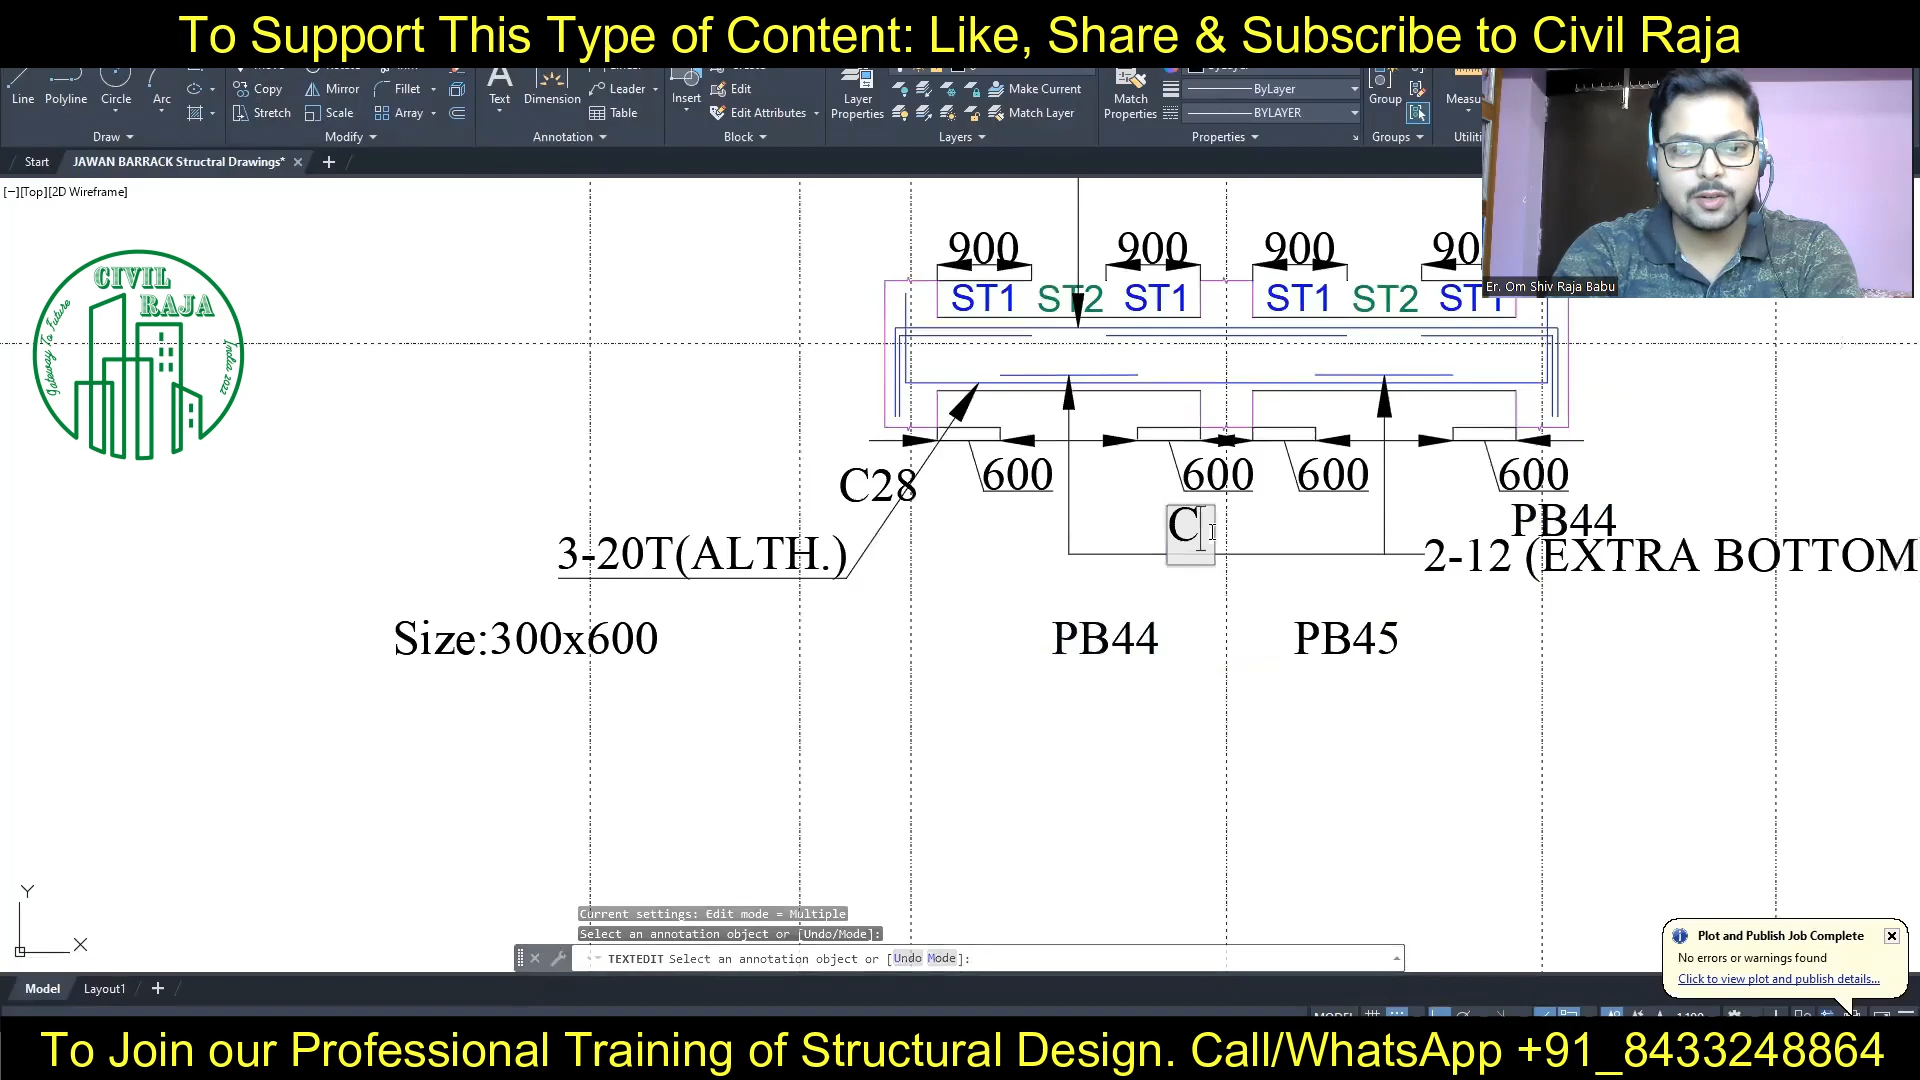 To Support This Type of Content: Like, Share & Subscribe to Civil Raja
Line Polyline Circle Arc
Copy Mirror Fillet
Stretch Scale Array
Text Dimension
Leader
Table
Insert
Edit
Edit Attributes
Layer Properties
Make Current
Match Layer
Match Properties
ByLayer
BYLAYER
Group
Draw Modify Annotation Block Layers Properties Groups
Start JAWAN BARRACK Structral Drawings*
[−][Top][2D Wireframe]
Er. Om Shiv Raja Babu
CIVIL
RAJA
Gateway To Future
India 2022
900 900 900 90
ST1 ST2 ST1 ST1 ST2 ST1
600 600 600 600
C28
C
PB44
3-20T(ALTH.)
2-12 (EXTRA BOTTOM
Size:300x600
PB44 PB45
Y
X
Current settings: Edit mode = Multiple
Select an annotation object or [Undo/Mode]:
TEXTEDIT Select an annotation object or [Undo Mode]:
Plot and Publish Job Complete
No errors or warnings found
Click to view plot and publish details...
Model Layout1
To Join our Professional Training of Structural Design. Call/WhatsApp +91_8433248864